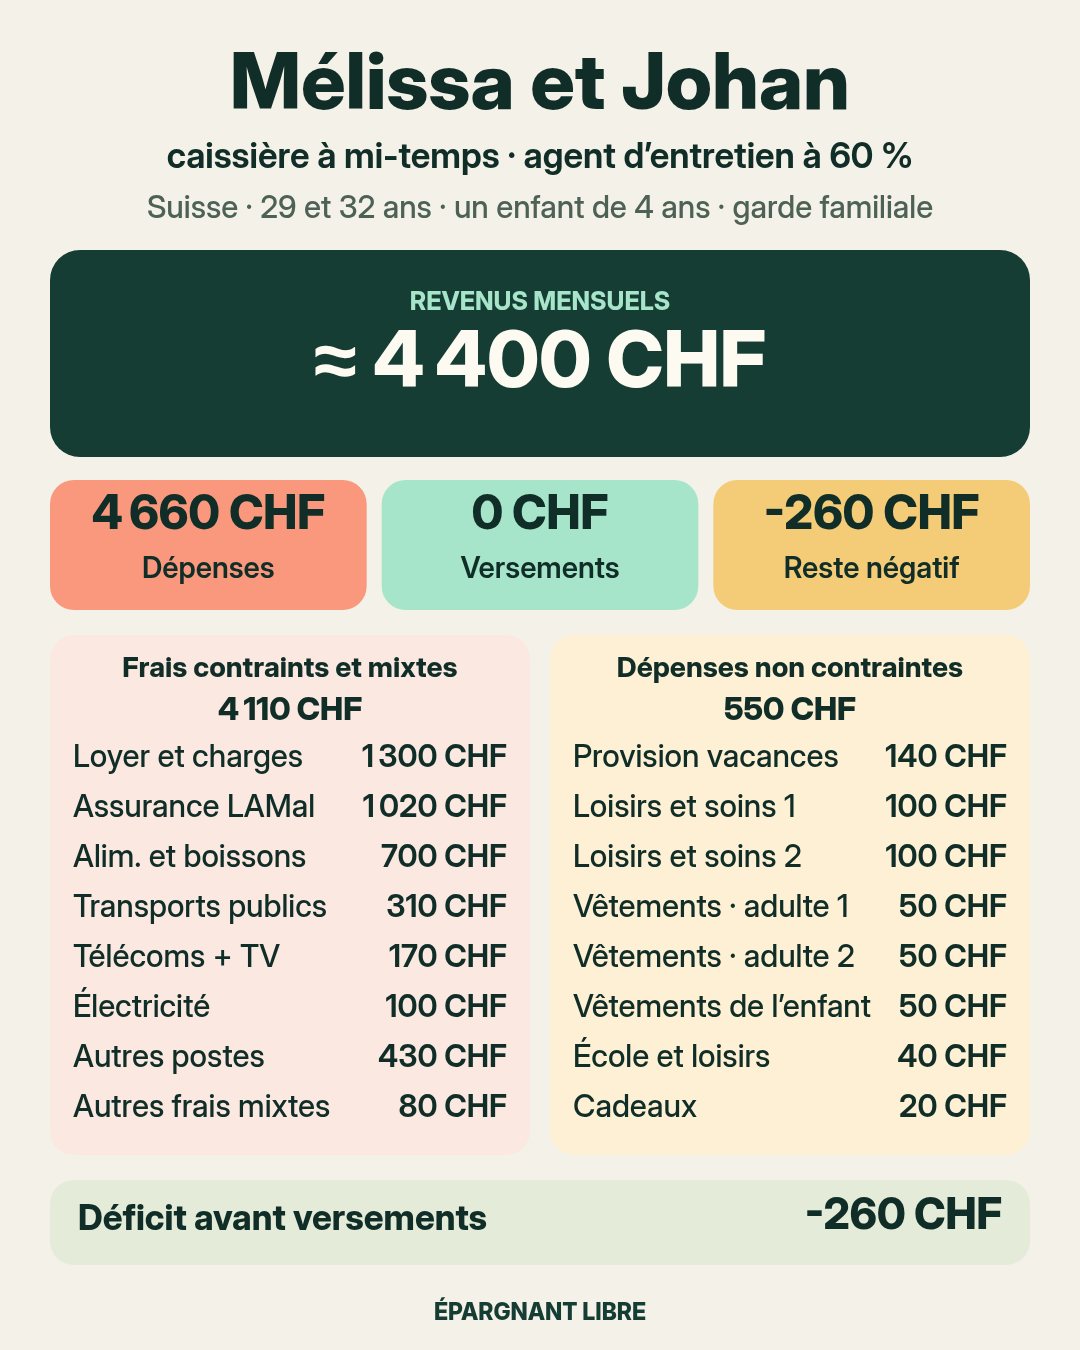 Mélissa et Johan
caissière à mi-temps · agent d’entretien à 60 %
Suisse · 29 et 32 ans · un enfant de 4 ans · garde familiale
REVENUS MENSUELS
≈ 4 400 CHF
4 660 CHF
Dépenses
0 CHF
Versements
-260 CHF
Reste négatif
Frais contraints et mixtes
4 110 CHF
Loyer et charges 1 300 CHF
Assurance LAMal 1 020 CHF
Alim. et boissons 700 CHF
Transports publics 310 CHF
Télécoms + TV 170 CHF
Électricité 100 CHF
Autres postes 430 CHF
Autres frais mixtes 80 CHF
Dépenses non contraintes
550 CHF
Provision vacances 140 CHF
Loisirs et soins 1 100 CHF
Loisirs et soins 2 100 CHF
Vêtements · adulte 1 50 CHF
Vêtements · adulte 2 50 CHF
Vêtements de l’enfant 50 CHF
École et loisirs 40 CHF
Cadeaux 20 CHF
Déficit avant versements -260 CHF
ÉPARGNANT LIBRE